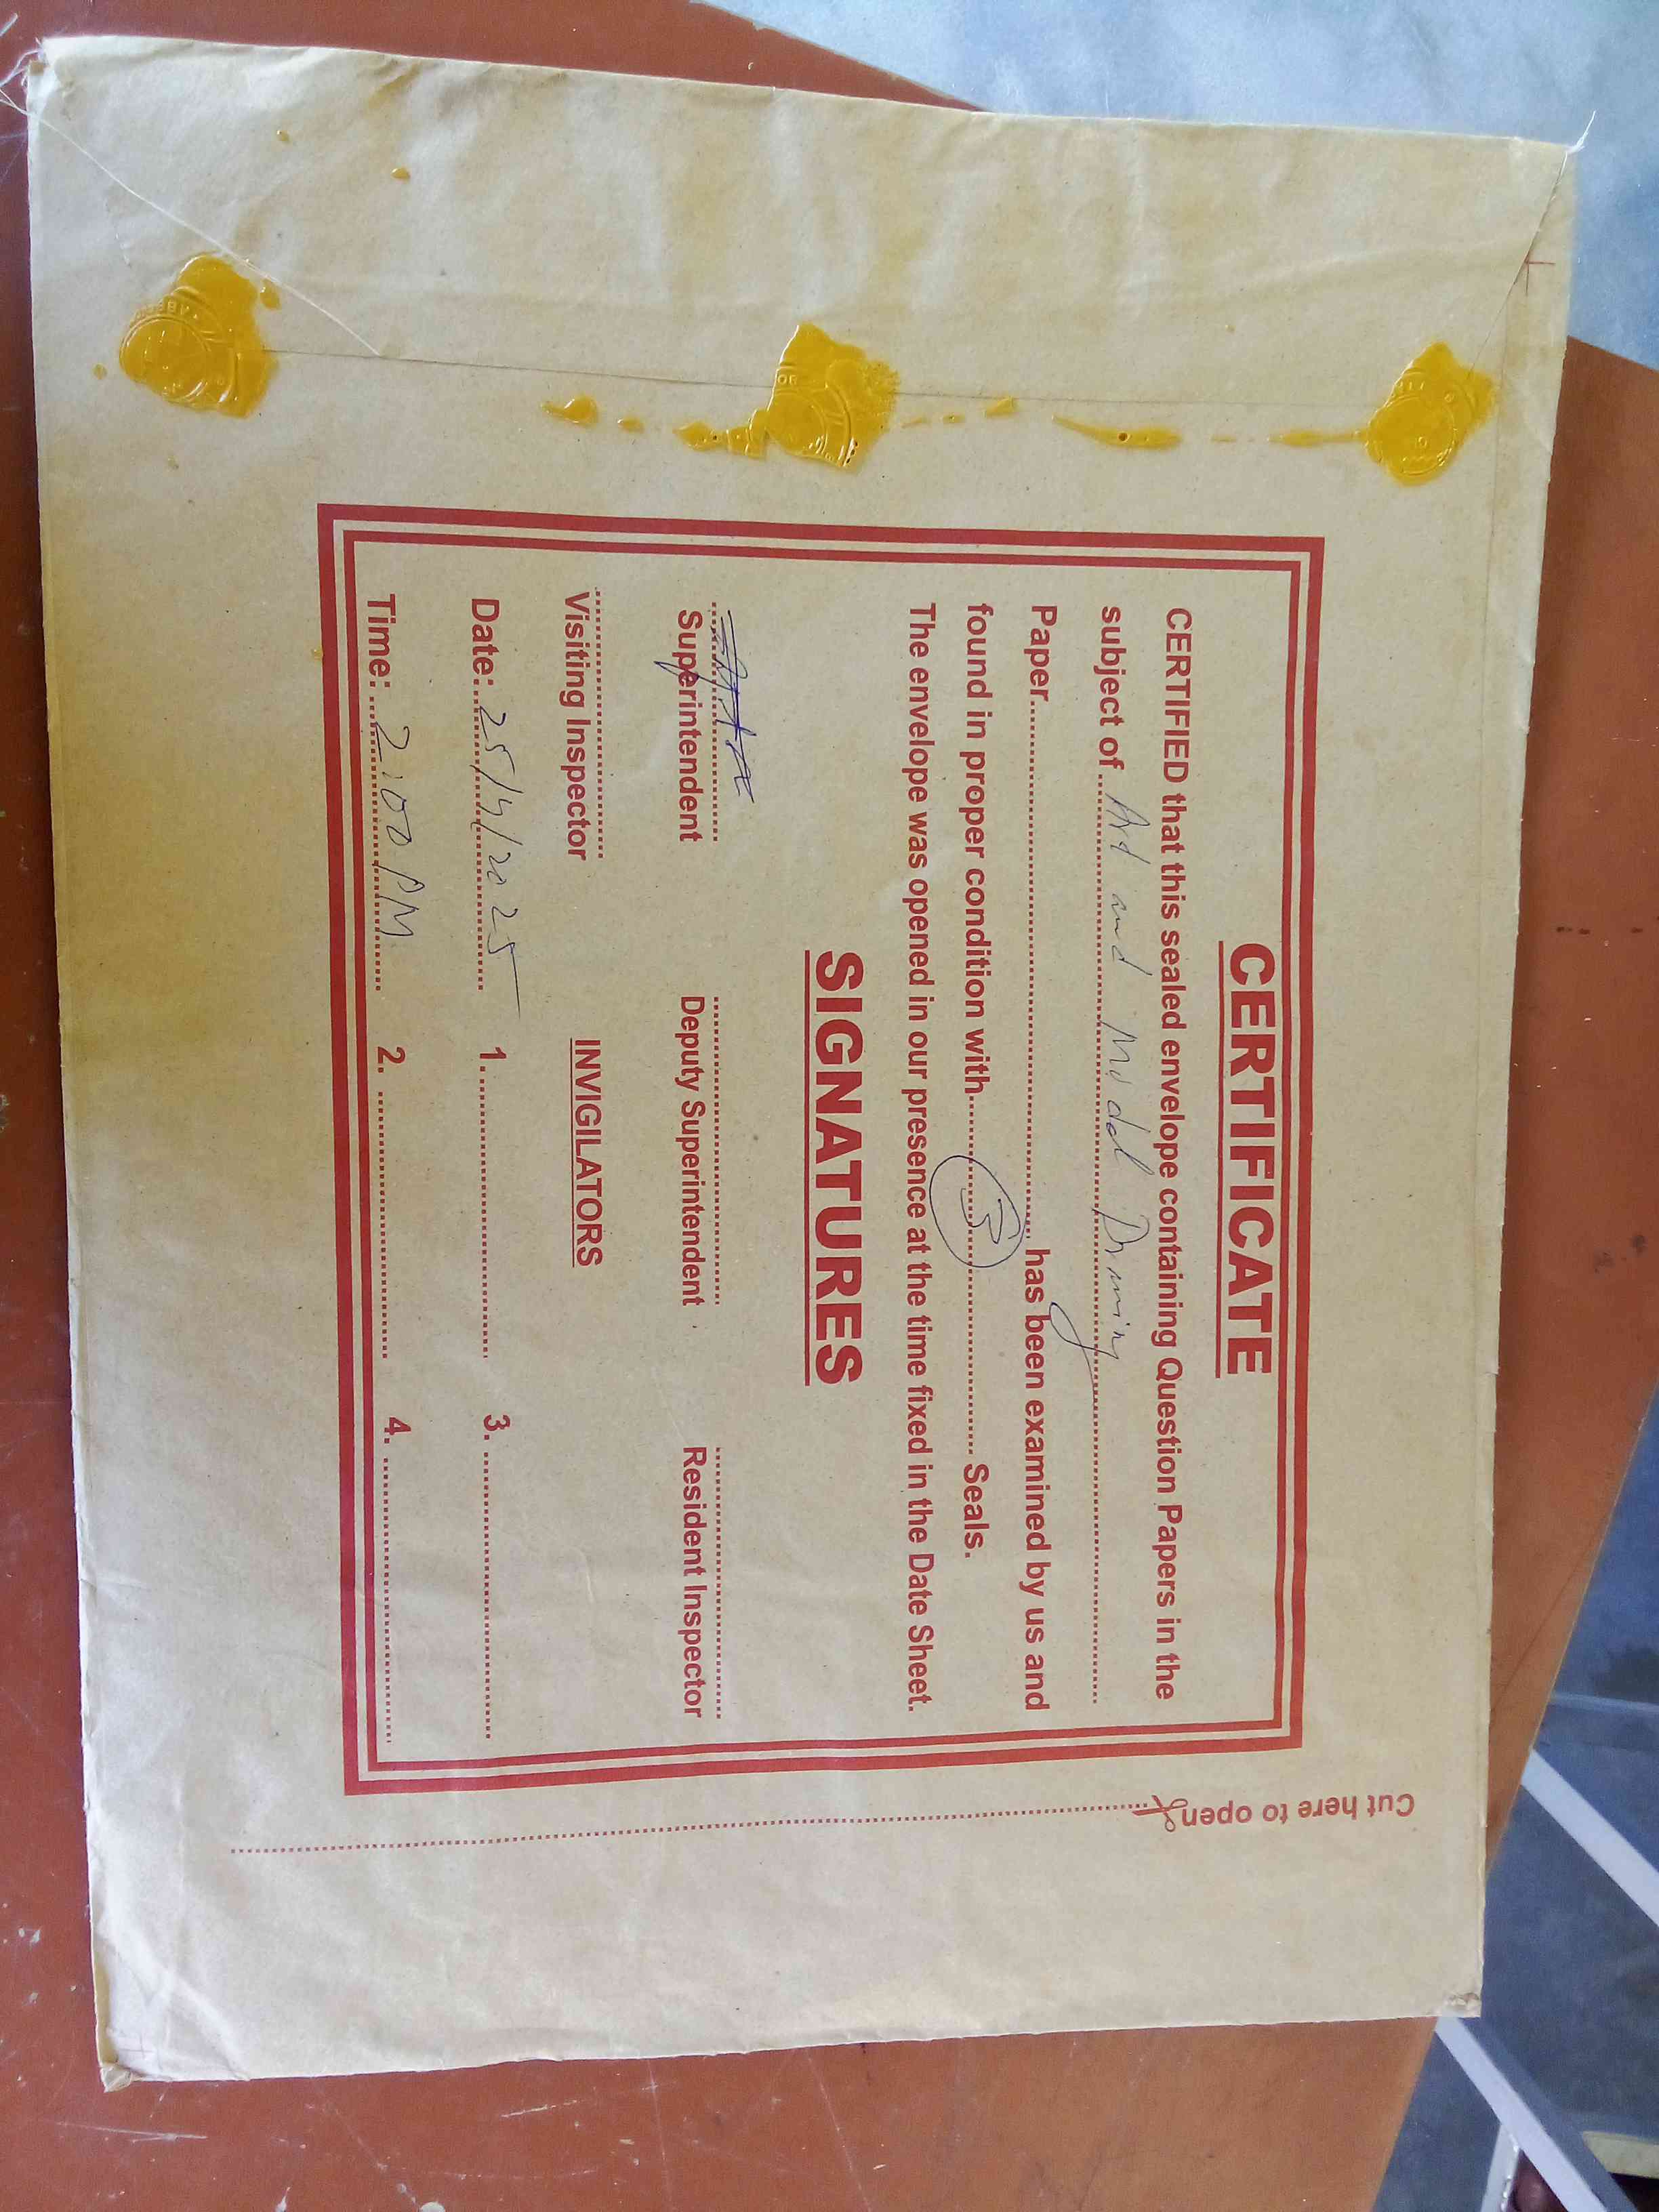 CERTIFICATE
CERTIFIED that this sealed envelope containing Question Papers in the
subject of Art and Model Drawing
Paper has been examined by us and
found in proper condition with 3 Seals.
The envelope was opened in our presence at the time fixed in the Date Sheet.
SIGNATURES
Superintendent Deputy Superintendent Resident Inspector
Visiting Inspector INVIGILATORS
Date: 25/4/2025 1. 3.
Time: 2:00 PM 2. 4.
Cut here to open